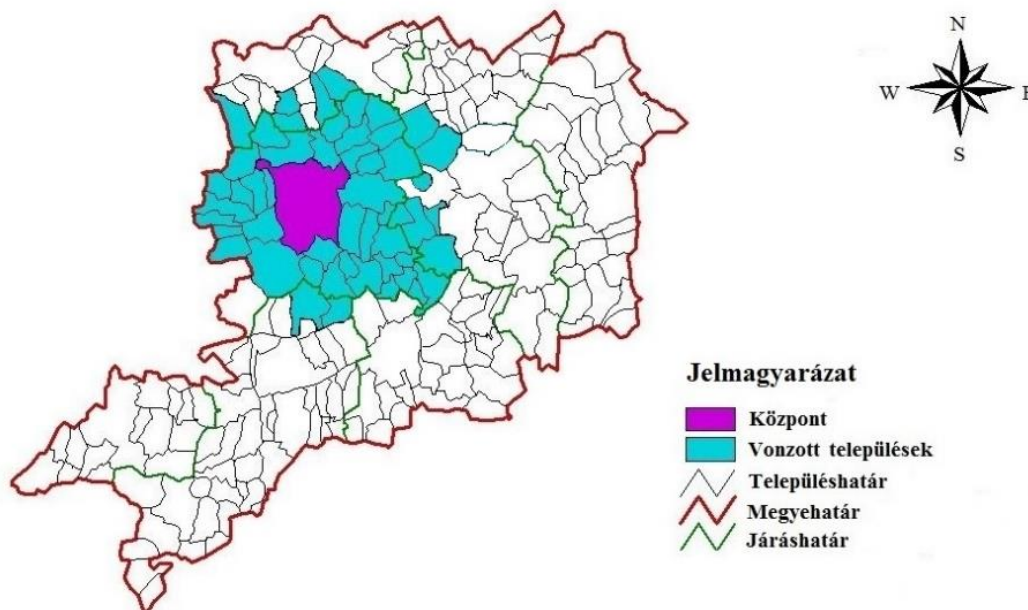 N
W E
S
Jelmagyarázat
Központ
Vonzott települések
Településhatár
Megyehatár
Járáshatár